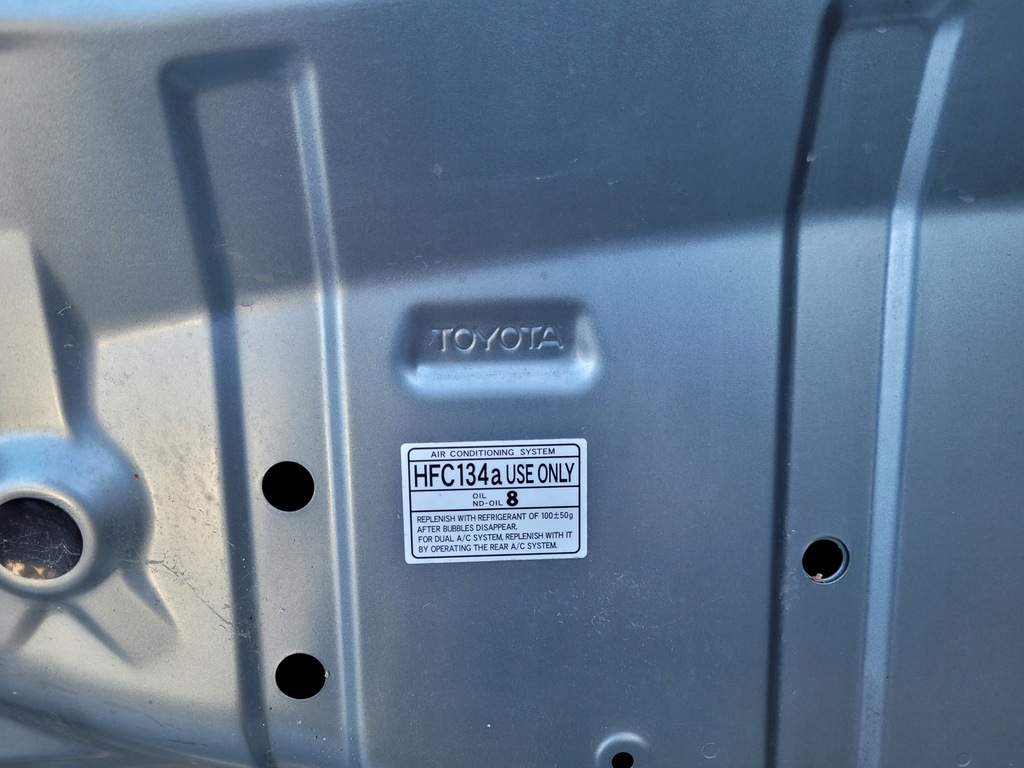 TOYOTA
AIR CONDITIONING SYSTEM
HFC134a USE ONLY
OIL
ND-OIL 8
REPLENISH WITH REFRIGERANT OF 100±50g
AFTER BUBBLES DISAPPEAR.
FOR DUAL A/C SYSTEM, REPLENISH WITH IT
BY OPERATING THE REAR A/C SYSTEM.